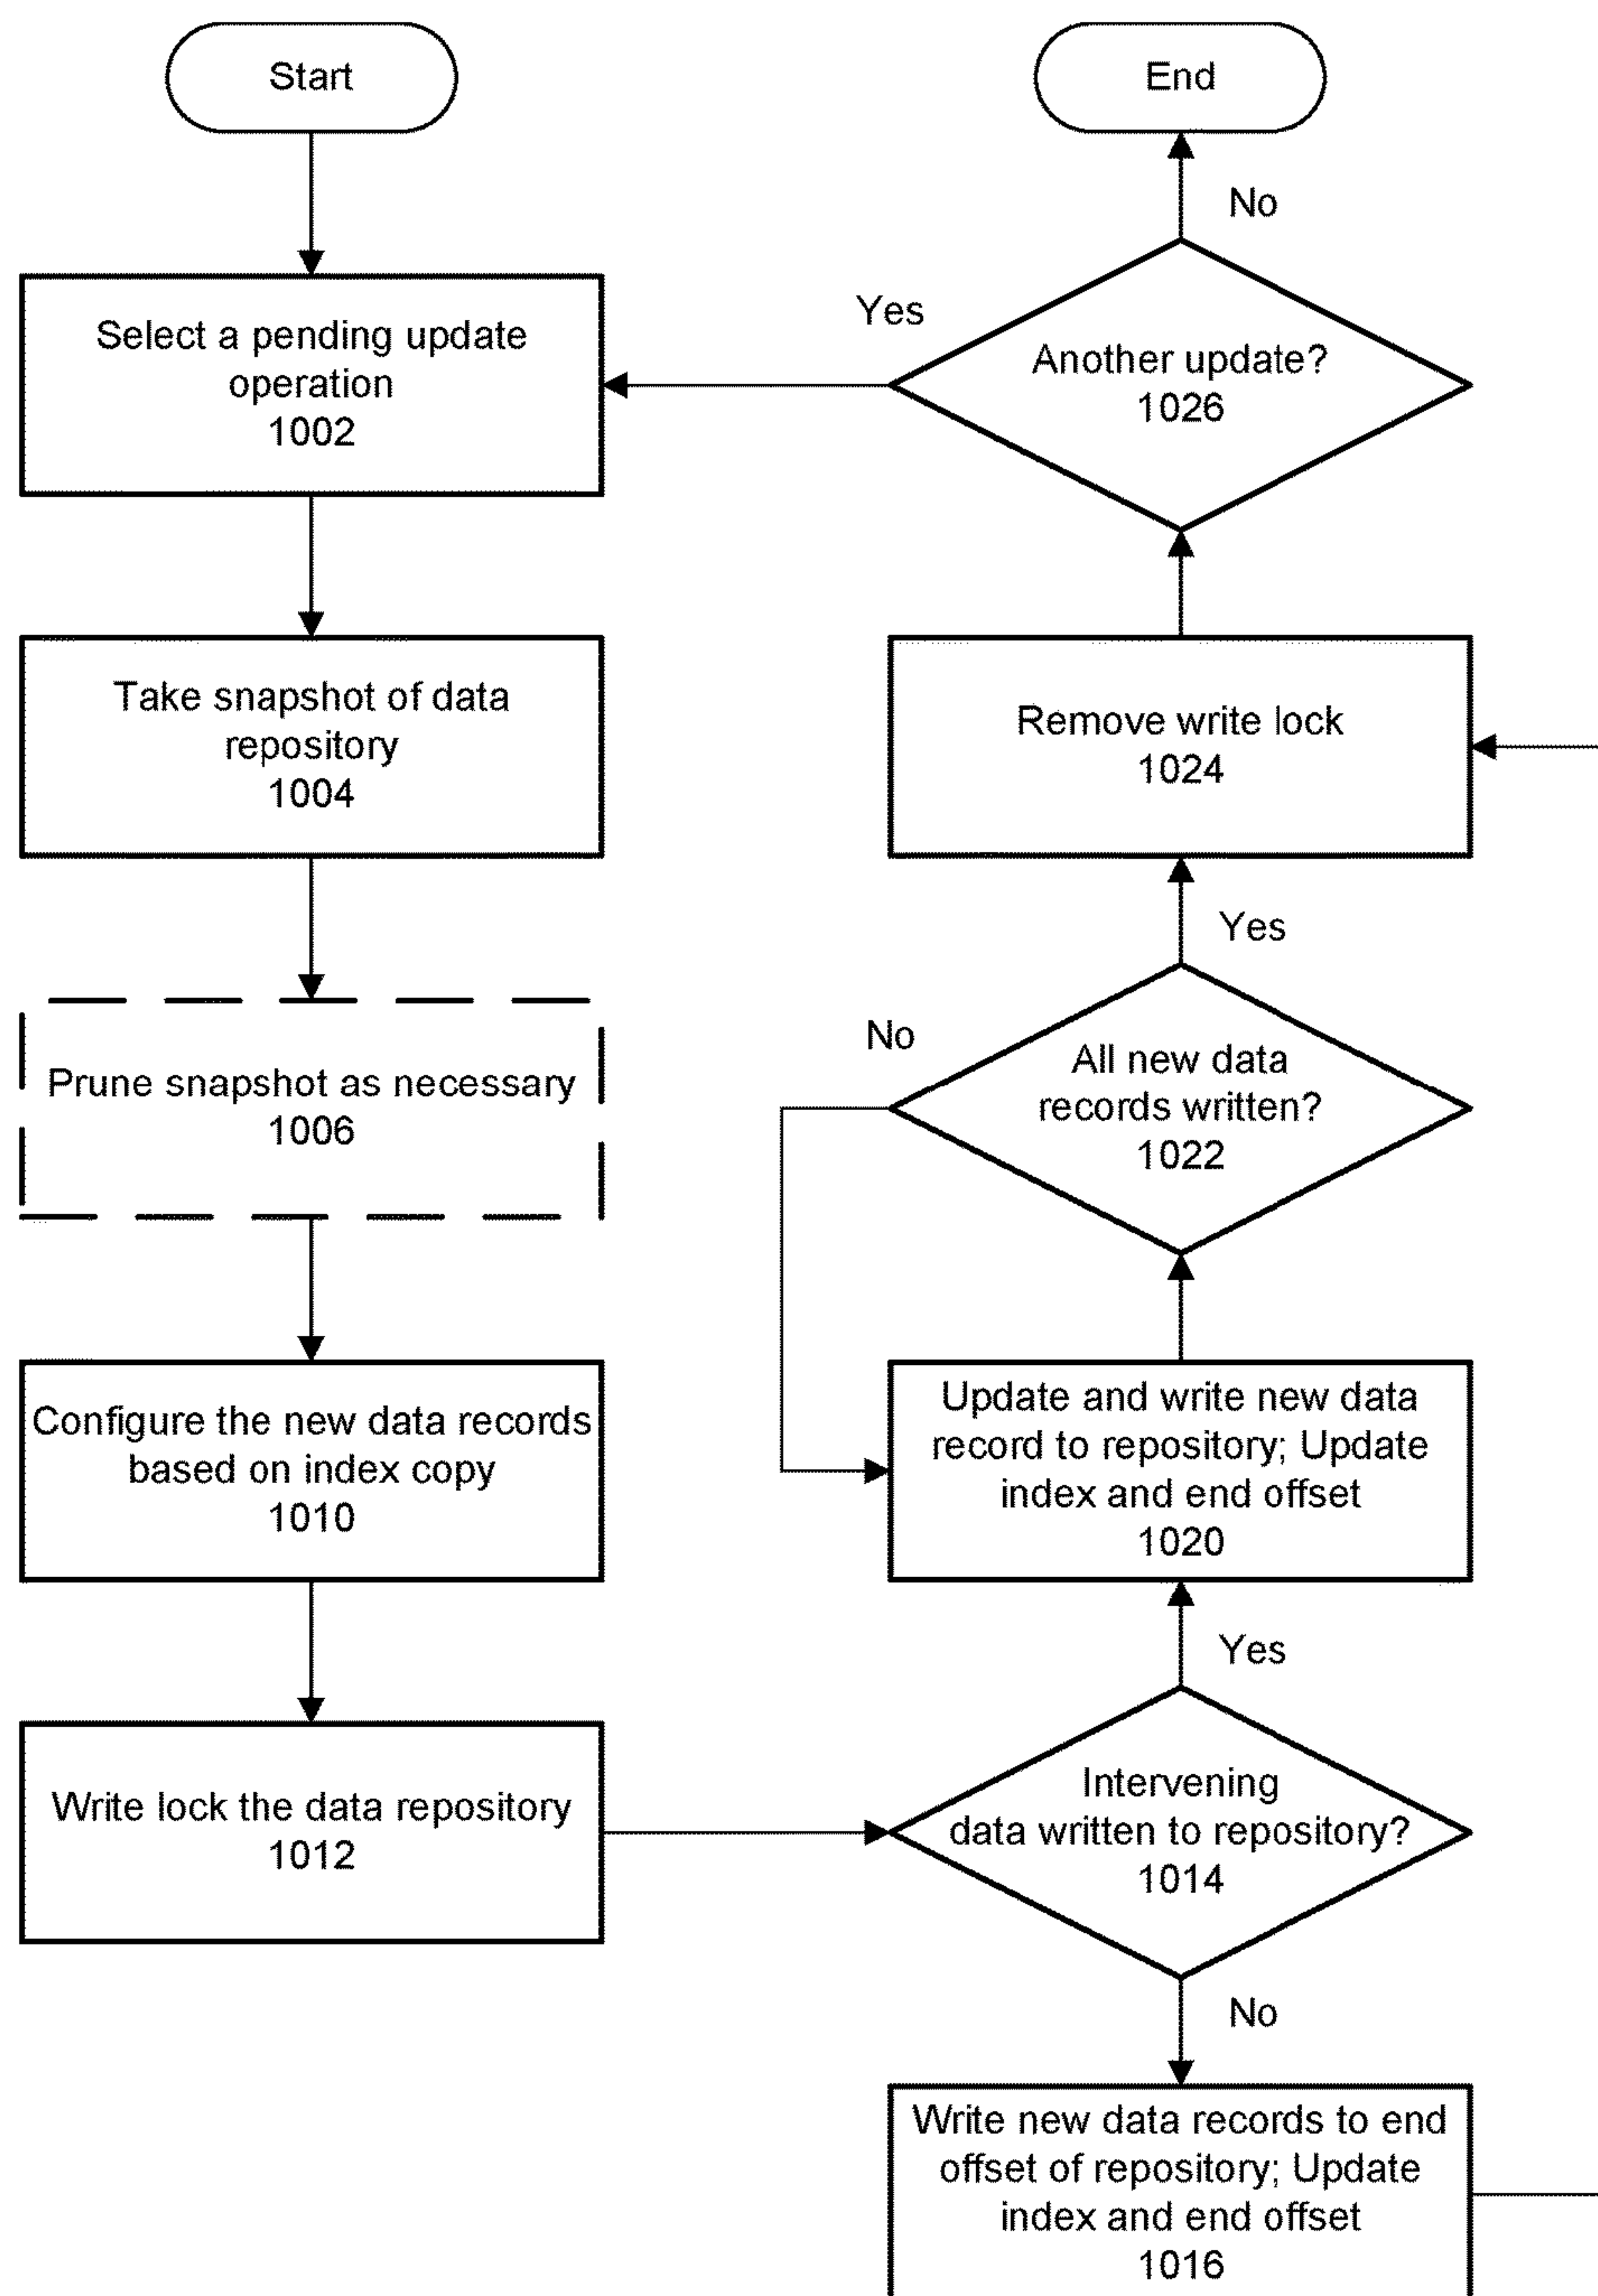 Start
Select a pending update
operation
1002
Take snapshot of data
repository
1004
Prune snapshot as necessary
1006
Configure the new data records
based on index copy
1010
Write lock the data repository
1012
End
No
Yes
Another update?
1026
Remove write lock
1024
Yes
No
All new data
records written?
1022
Update and write new data
record to repository; Update
index and end offset
1020
Yes
Intervening
data written to repository?
1014
No
Write new data records to end
offset of repository; Update
index and end offset
1016